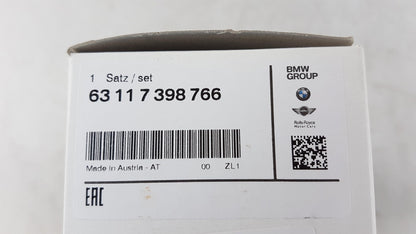 1 Satz / set
63 11 7 398 766
BMW
GROUP
MINI
Rolls-Royce
Motor Cars
Made in Austria - AT 00 ZL1
EAC